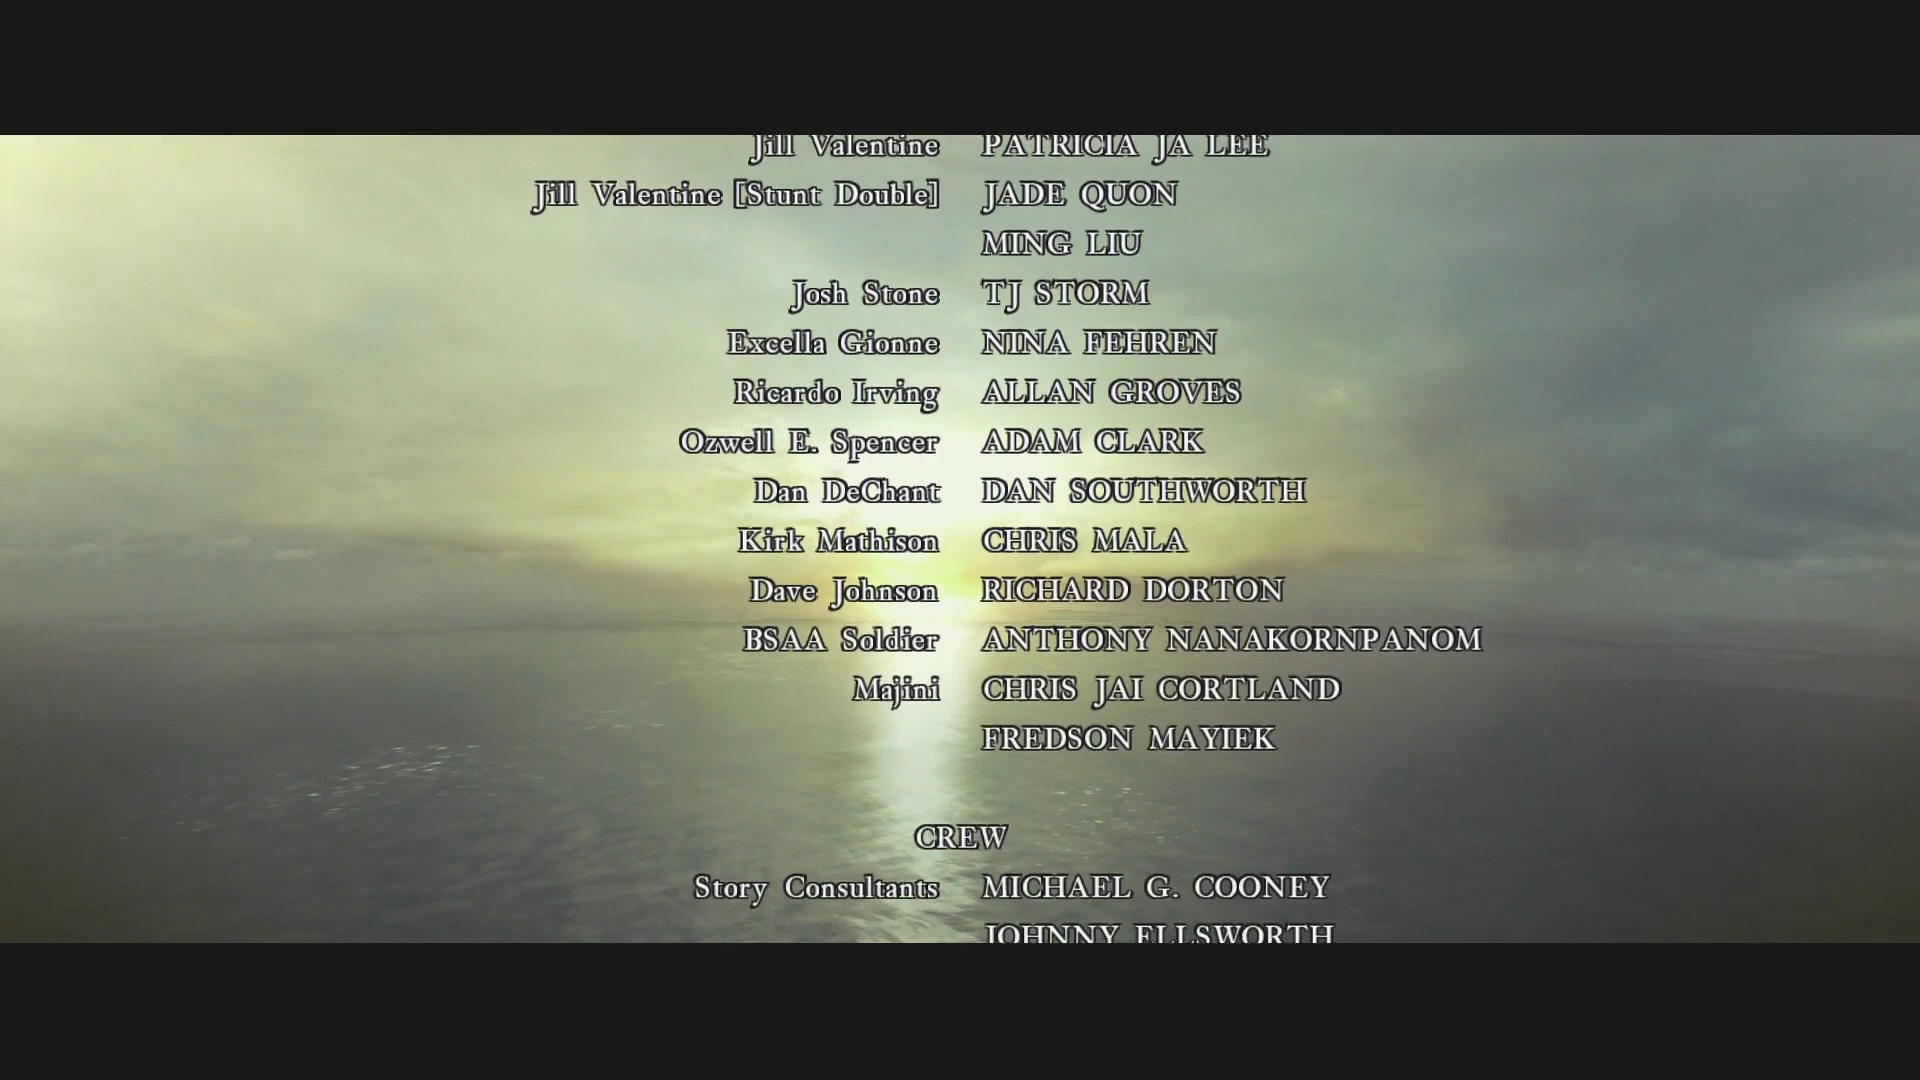 Jill Valentine PATRICIA JA LEE
Jill Valentine [Stunt Double] JADE QUON
MING LIU
Josh Stone TJ STORM
Excella Gionne NINA FEHREN
Ricardo Irving ALLAN GROVES
Ozwell E. Spencer ADAM CLARK
Dan DeChant DAN SOUTHWORTH
Kirk Mathison CHRIS MALA
Dave Johnson RICHARD DORTON
BSAA Soldier ANTHONY NANAKORNPANOM
Majini CHRIS JAI CORTLAND
FREDSON MAYIEK
CREW
Story Consultants MICHAEL G. COONEY
JOHNNY ELLSWORTH